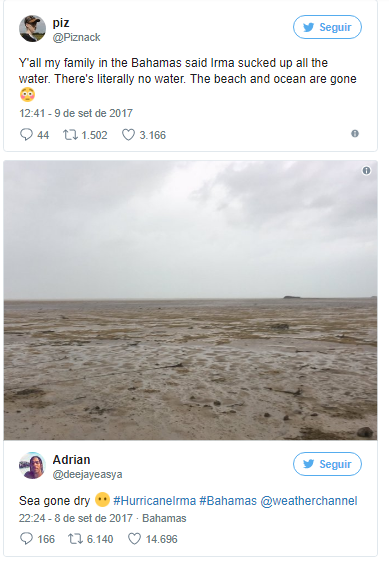 piz
@Piznack
Seguir
Y'all my family in the Bahamas said Irma sucked up all the
water. There's literally no water. The beach and ocean are gone
😳
12:41 - 9 de set de 2017
44 1.502 3.166
Adrian
@deejayeasya
Seguir
Sea gone dry 😶 #HurricaneIrma #Bahamas @weatherchannel
22:24 - 8 de set de 2017 · Bahamas
166 6.140 14.696